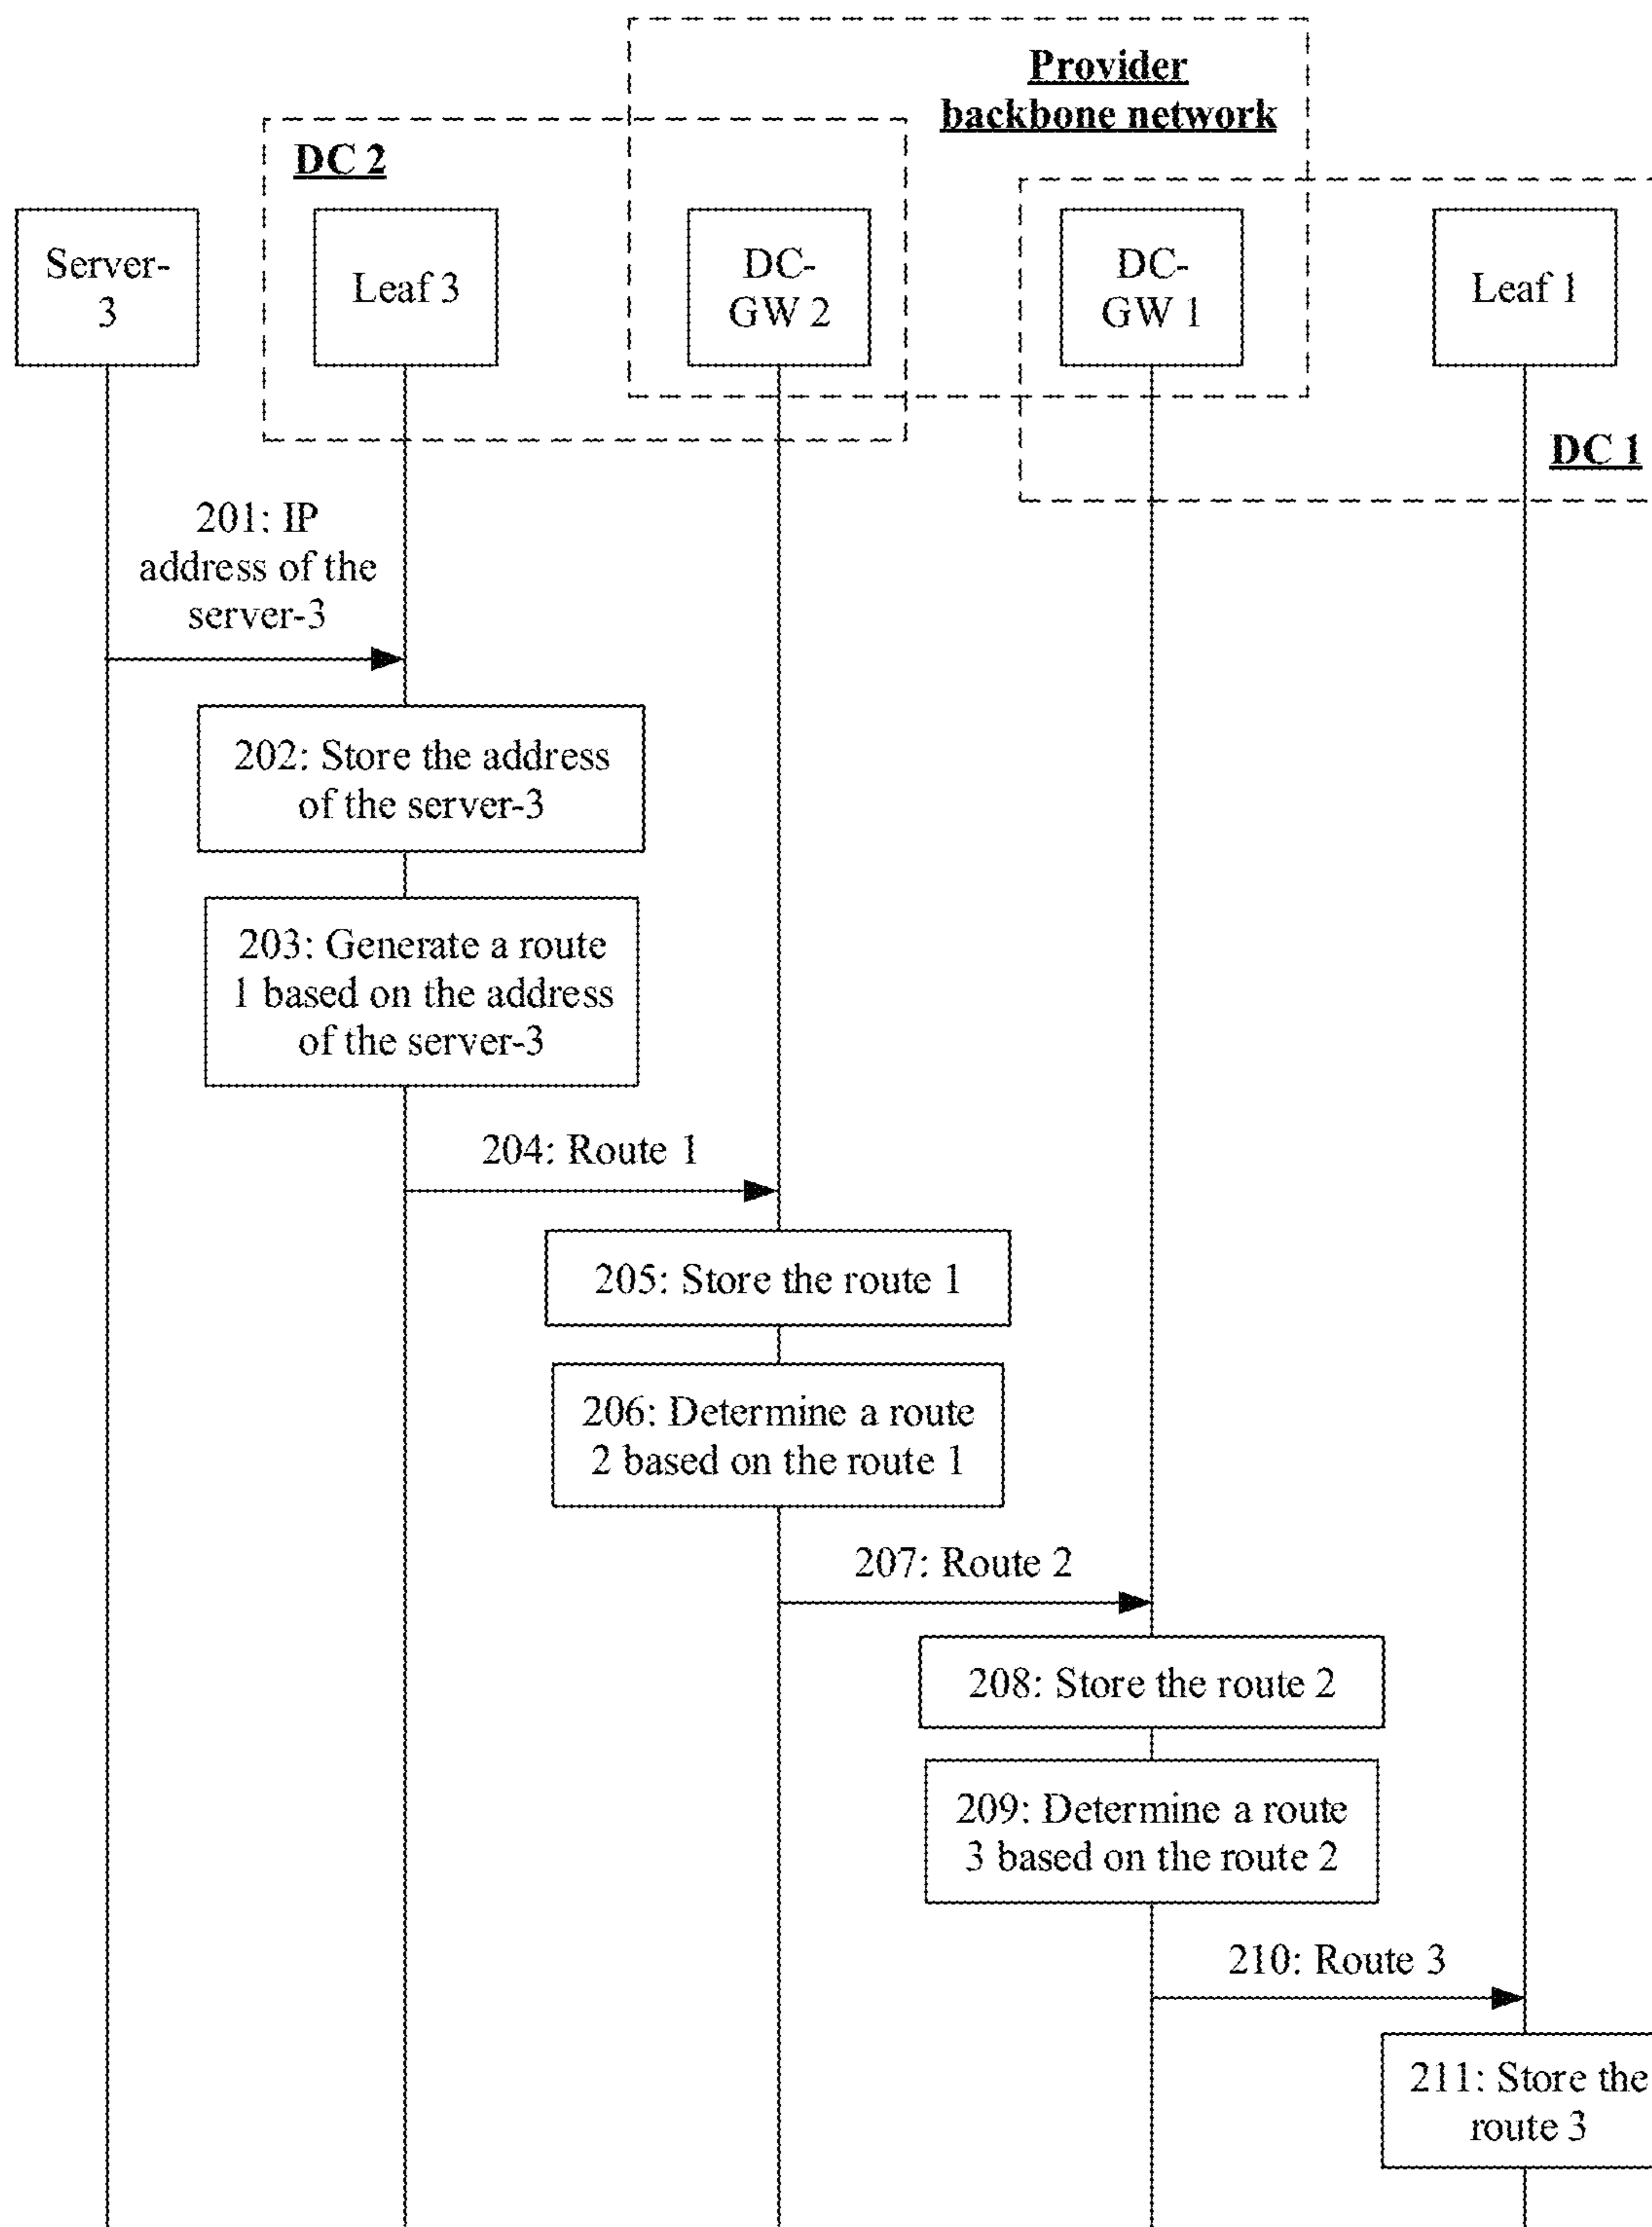 Provider
backbone network
DC 2
Server-
3
Leaf 3
DC-
GW 2
DC-
GW 1
Leaf 1
DC 1
201: IP
address of the
server-3
202: Store the address
of the server-3
203: Generate a route
1 based on the address
of the server-3
204: Route 1
205: Store the route 1
206: Determine a route
2 based on the route 1
207: Route 2
208: Store the route 2
209: Determine a route
3 based on the route 2
210: Route 3
211: Store the
route 3